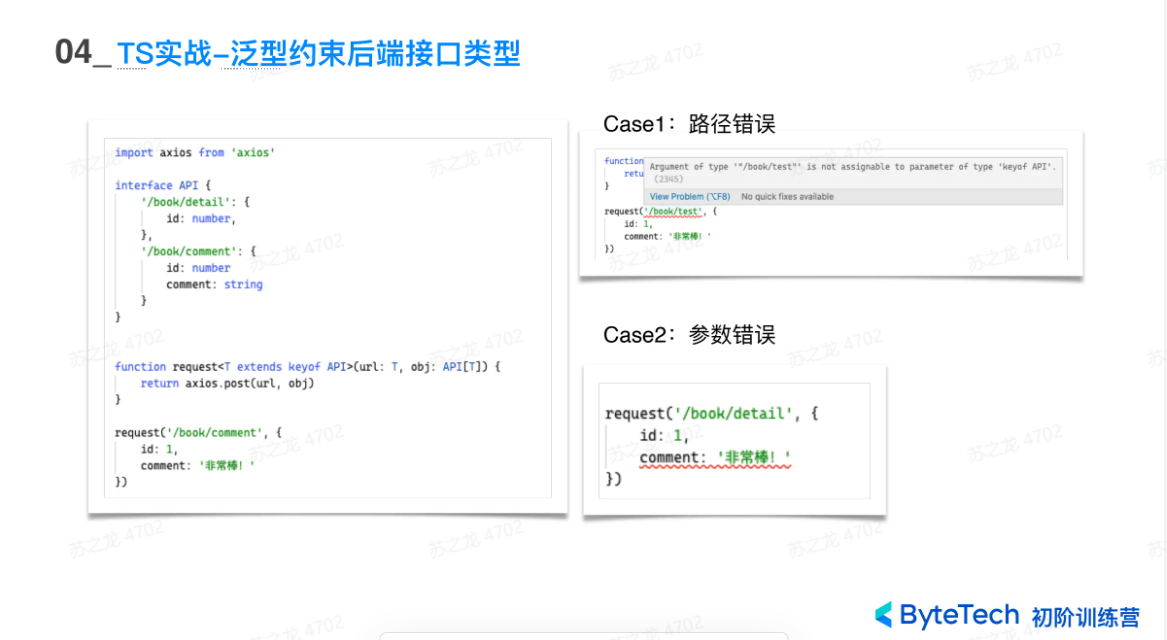 04_TS实战-泛型约束后端接口类型
import axios from 'axios'
interface API {
'/book/detail': {
id: number,
},
'/book/comment': {
id: number
comment: string
}
}
function request<T extends keyof API>(url: T, obj: API[T]) {
return axios.post(url, obj)
}
request('/book/comment', {
id: 1,
comment: '非常棒！'
})
Case1：路径错误
function
retu
}
Argument of type '"/book/test"' is not assignable to parameter of type 'keyof API'.
(2345)
View Problem (⌥F8) No quick fixes available
request('/book/test', {
id: 1,
comment: '非常棒！'
})
Case2：参数错误
request('/book/detail', {
id: 1,
comment: '非常棒！'
})
ByteTech 初阶训练营
苏之龙 4702